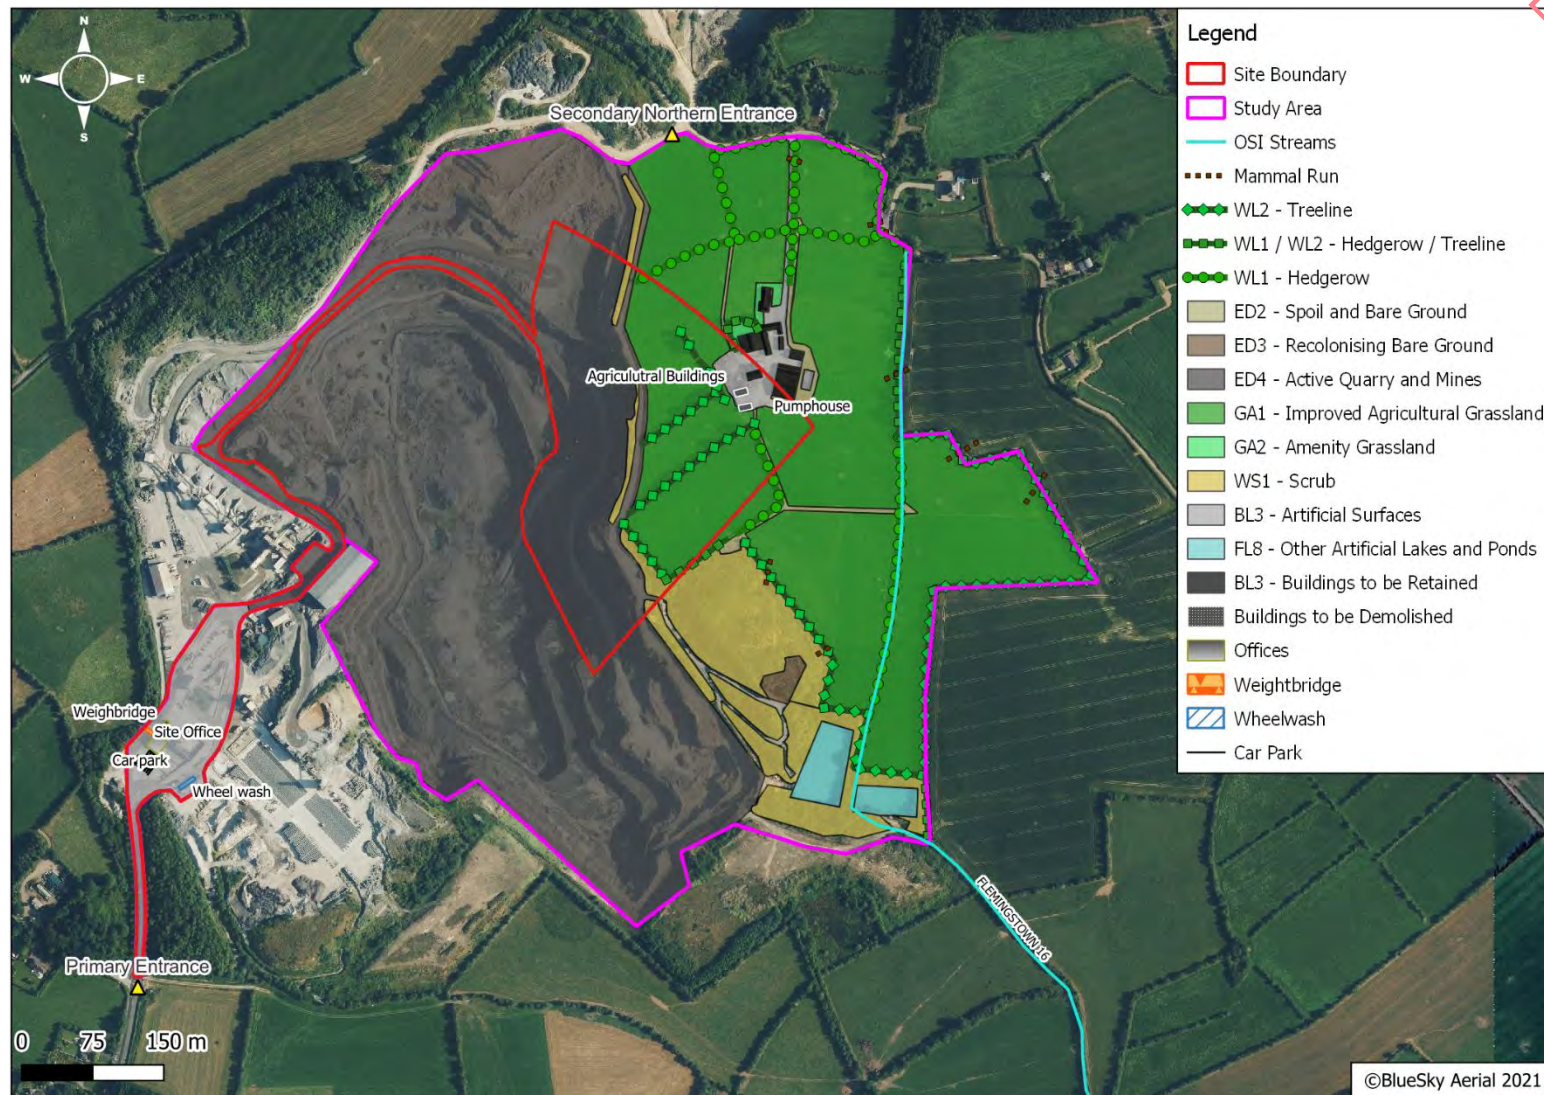 N
W
E
S
Secondary Northern Entrance
Agriculutral Buildings
Pumphouse
Weighbridge
Site Office
Car park
Wheel wash
Primary Entrance
FLEMINGSTOWN 16
0 75 150 m
Legend
Site Boundary
Study Area
OSI Streams
Mammal Run
WL2 - Treeline
WL1 / WL2 - Hedgerow / Treeline
WL1 - Hedgerow
ED2 - Spoil and Bare Ground
ED3 - Recolonising Bare Ground
ED4 - Active Quarry and Mines
GA1 - Improved Agricultural Grassland
GA2 - Amenity Grassland
WS1 - Scrub
BL3 - Artificial Surfaces
FL8 - Other Artificial Lakes and Ponds
BL3 - Buildings to be Retained
Buildings to be Demolished
Offices
Weightbridge
Wheelwash
Car Park
©BlueSky Aerial 2021